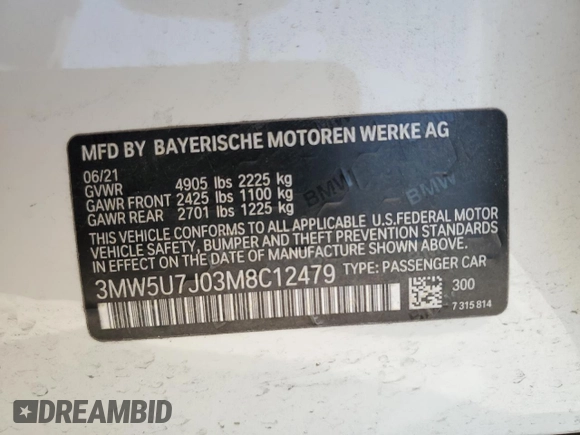 MFD BY BAYERISCHE MOTOREN WERKE AG
06/21
GVWR 4905 lbs 2225 kg
GAWR FRONT 2425 lbs 1100 kg
GAWR REAR 2701 lbs 1225 kg
THIS VEHICLE CONFORMS TO ALL APPLICABLE U.S.FEDERAL MOTOR
VEHICLE SAFETY, BUMPER AND THEFT PREVENTION STANDARDS
IN EFFECT ON THE DATE OF MANUFACTURE SHOWN ABOVE.
3MW5U7J03M8C12479 TYPE: PASSENGER CAR
300
7 315 814
BMW
BMW
DREAMBID